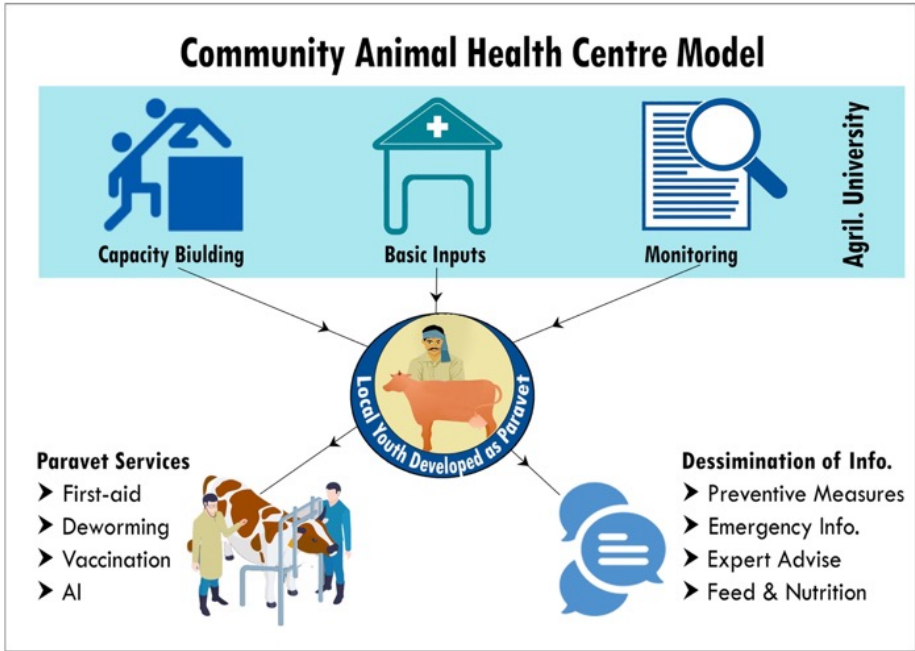 Community Animal Health Centre Model
Capacity Biulding
Basic Inputs
Monitoring
Agril. University
Local Youth Developed as Paravet
Paravet Services
First-aid
Deworming
Vaccination
AI
Dessimination of Info.
Preventive Measures
Emergency Info.
Expert Advise
Feed & Nutrition